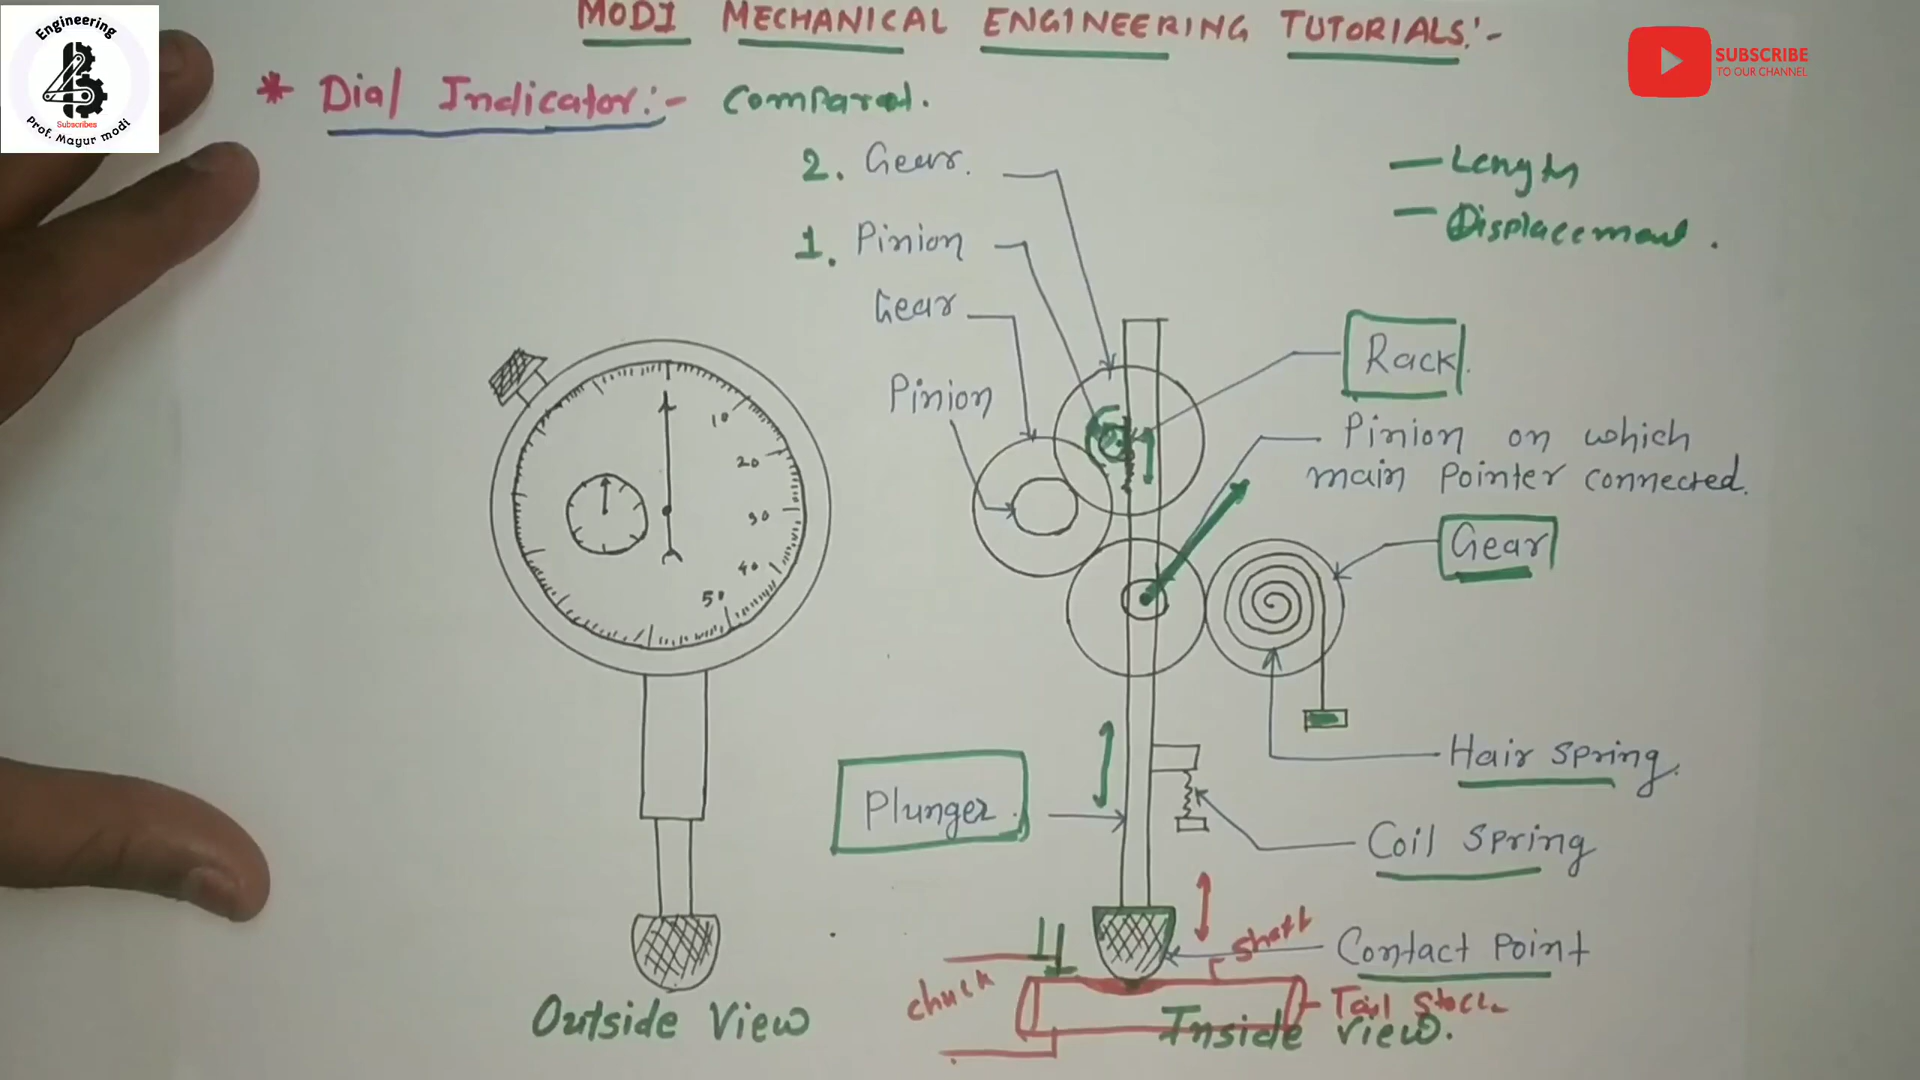 Engineering
Subscribes
Prof. Mayur modi
MODI MECHANICAL ENGINEERING TUTORIALS:-
SUBSCRIBE
TO OUR CHANNEL
* Dial Indicator:- Comparat.
2. Gear.
1. Pinion
Gear
Pinion
— Length
— Displacement.
Rack.
Pinion on which
main pointer connected.
Gear
10
20
30
40
50
Hair spring.
Plunger.
Coil Spring
Contact Point
shaft
chuck
Tail Stock
Outside View
Inside view.